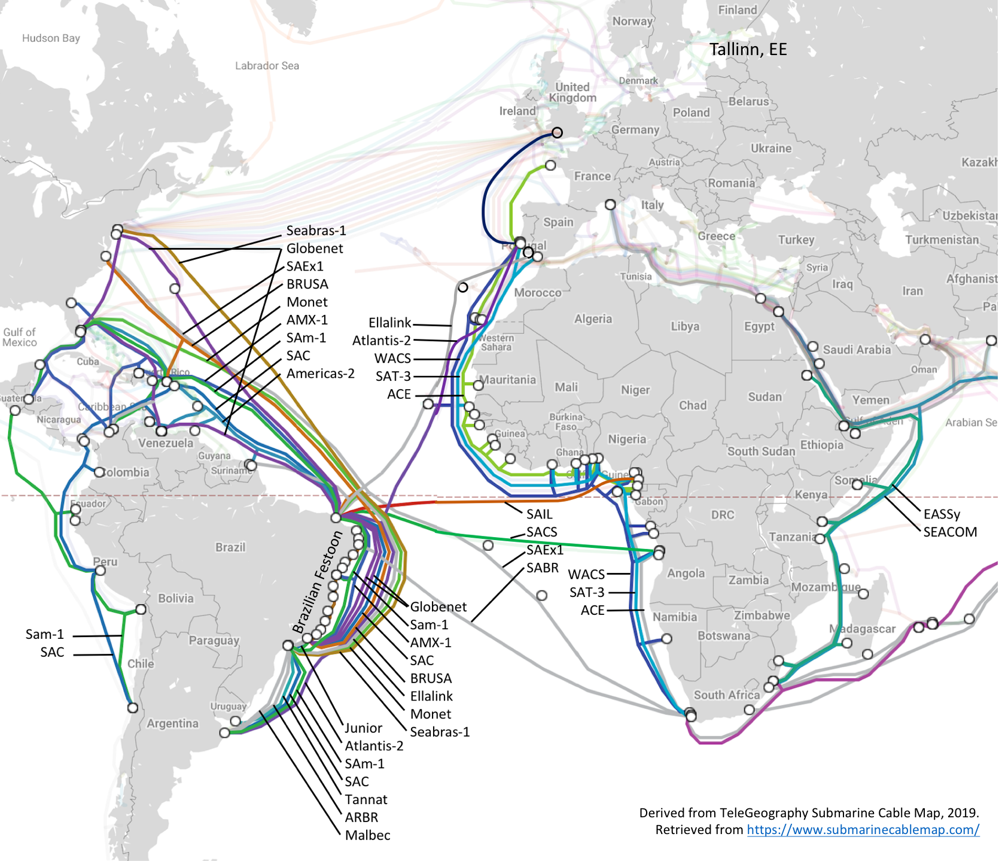 Finland
Norway
Hudson Bay
Tallinn, EE
Labrador Sea
Denmark
United
Kingdom
Belarus
Ireland
Poland
Germany
Ukraine
Austria
Kazakh
France
Romania
Italy
Uzbekistan
Spain
Greece
Turkey
Turkmenistan
Seabras-1
Globenet
SAEx1
BRUSA
Monet
AMX-1
SAm-1
SAC
Americas-2
Syria
Tunisia
Iraq
Afghanist
Iran
Morocco
Pa
Algeria
Libya
Egypt
Gulf of
Mexico
Western
Sahara
Saudi Arabia
Cuba
Oman
Ellalink
Atlantis-2
WACS
SAT-3
ACE
Mauritania
Mali
Niger
Chad
Sudan
Yemen
Caribbean
Nicaragua
Burkina
Faso
Arabian Se
Guinea
Nigeria
Venezuela
Ethiopia
South Sudan
Ghana
Guyana
Suriname
Colombia
Somalia
Kenya
Gabon
Ecuador
SAIL
SACS
SAEx1
SABR
DRC
EASSy
SEACOM
Tanzania
Brazil
Brazilian Festoon
Peru
WACS
SAT-3
ACE
Angola
Zambia
Mozambique
Bolivia
Globenet
Sam-1
AMX-1
SAC
BRUSA
Ellalink
Monet
Seabras-1
Namibia
Zimbabwe
Botswana
Madagascar
Sam-1
SAC
Paraguay
Chile
South Africa
Uruguay
Argentina
Junior
Atlantis-2
SAm-1
SAC
Tannat
ARBR
Malbec
Derived from TeleGeography Submarine Cable Map, 2019.
Retrieved from https://www.submarinecablemap.com/